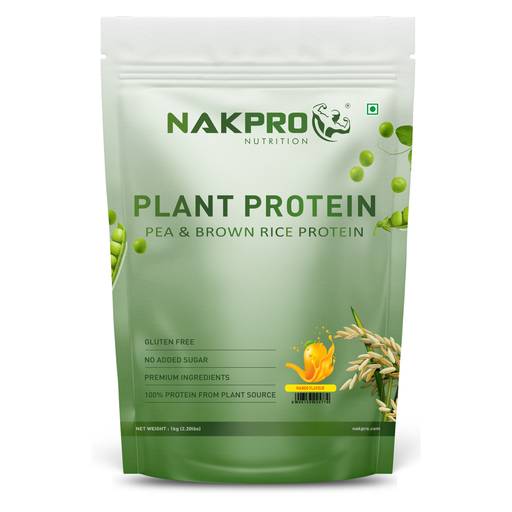 NAKPRO
®
NUTRITION
PLANT PROTEIN
PEA & BROWN RICE PROTEIN
GLUTEN FREE
NO ADDED SUGAR
PREMIUM INGREDIENTS
100% PROTEIN FROM PLANT SOURCE
MANGO FLAVOUR
NET WEIGHT : 1kg (2.20lbs)
nakpro.com